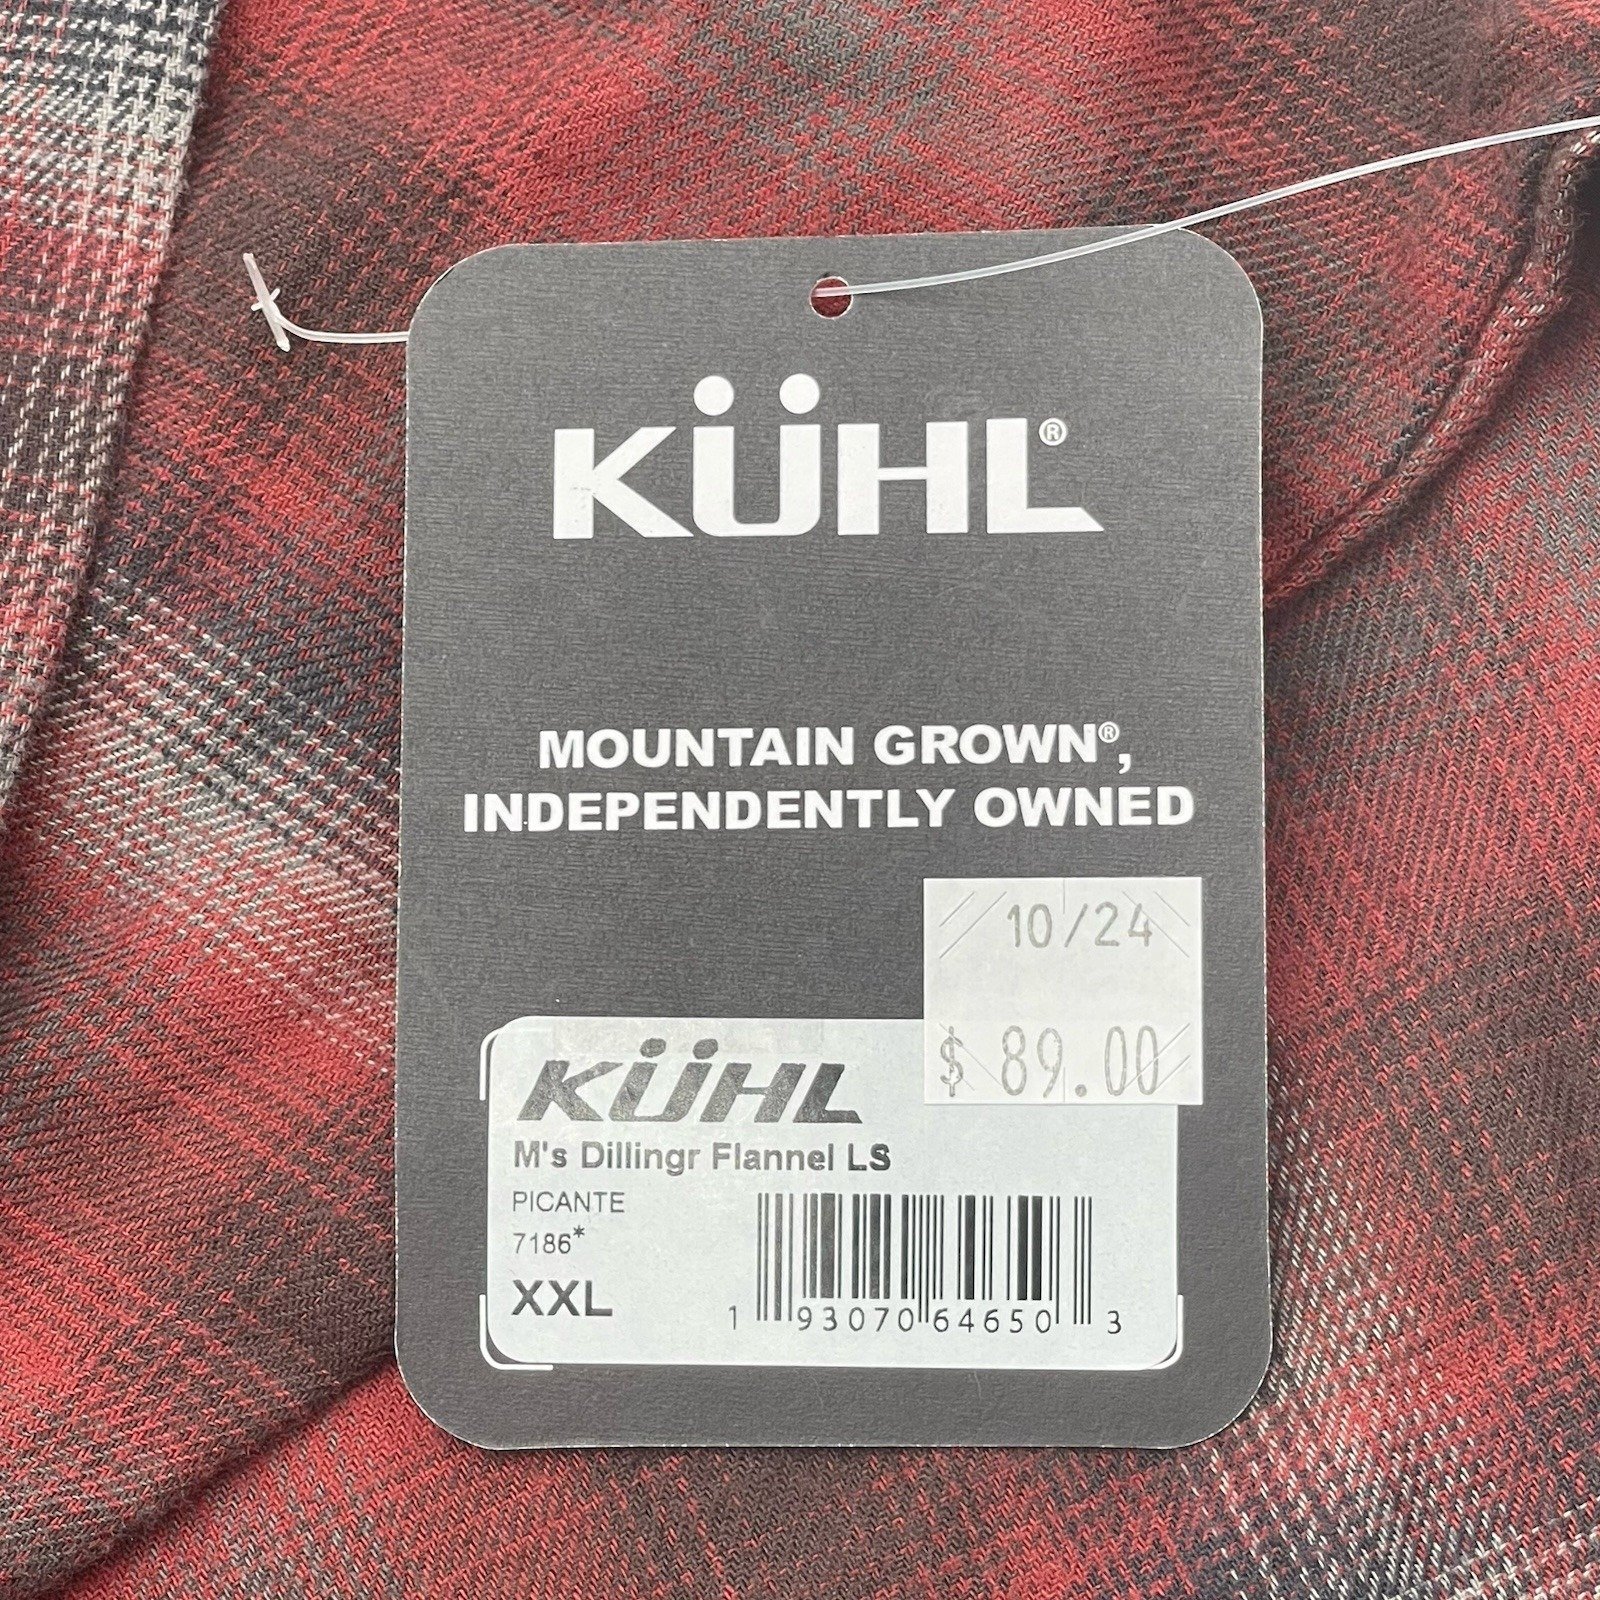 KÜHL®
MOUNTAIN GROWN®,
INDEPENDENTLY OWNED
10/24
$ 89.00
KÜHL
M's Dillingr Flannel LS
PICANTE
7186*
XXL
1 93070 64650 3